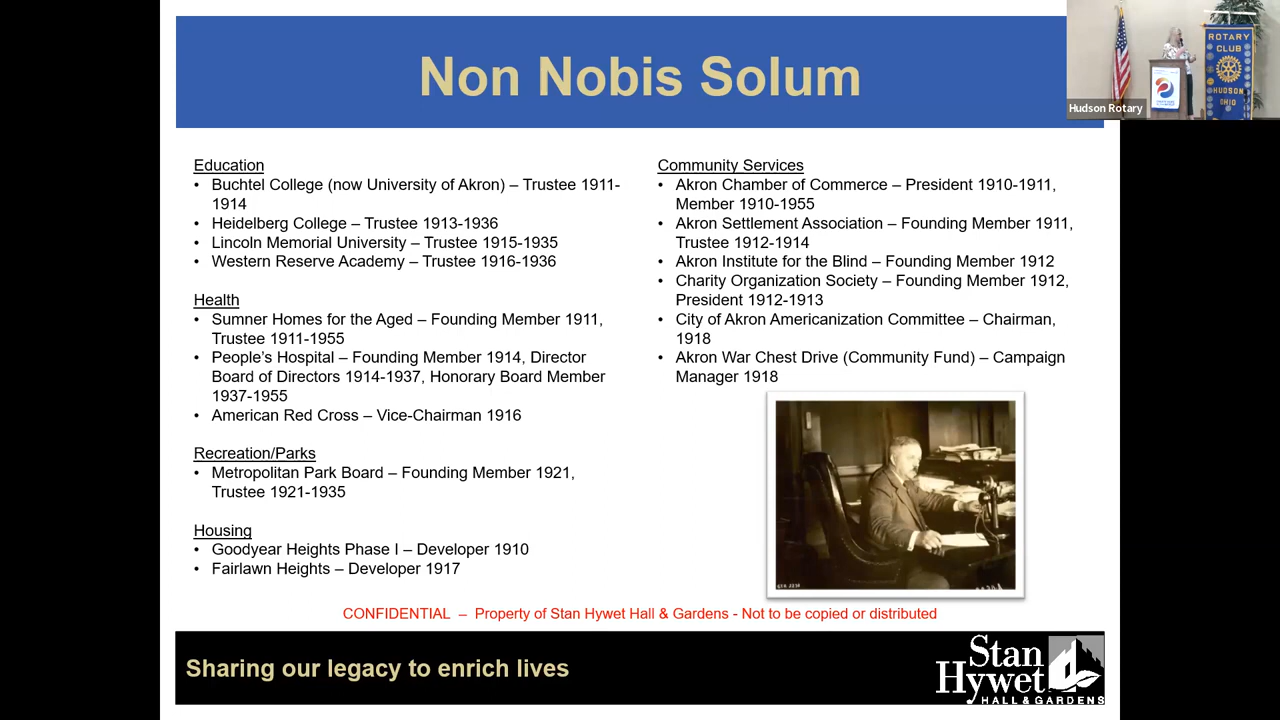 Non Nobis Solum
ROTARY
CLUB
HUDSON
OHIO
Hudson Rotary
Education
• Buchtel College (now University of Akron) – Trustee 1911-
1914
• Heidelberg College – Trustee 1913-1936
• Lincoln Memorial University – Trustee 1915-1935
• Western Reserve Academy – Trustee 1916-1936
Health
• Sumner Homes for the Aged – Founding Member 1911,
Trustee 1911-1955
• People’s Hospital – Founding Member 1914, Director
Board of Directors 1914-1937, Honorary Board Member
1937-1955
• American Red Cross – Vice-Chairman 1916
Recreation/Parks
• Metropolitan Park Board – Founding Member 1921,
Trustee 1921-1935
Housing
• Goodyear Heights Phase I – Developer 1910
• Fairlawn Heights – Developer 1917
Community Services
• Akron Chamber of Commerce – President 1910-1911,
Member 1910-1955
• Akron Settlement Association – Founding Member 1911,
Trustee 1912-1914
• Akron Institute for the Blind – Founding Member 1912
• Charity Organization Society – Founding Member 1912,
President 1912-1913
• City of Akron Americanization Committee – Chairman,
1918
• Akron War Chest Drive (Community Fund) – Campaign
Manager 1918
CONFIDENTIAL – Property of Stan Hywet Hall & Gardens - Not to be copied or distributed
Sharing our legacy to enrich lives
Stan
Hywet
HALL & GARDENS